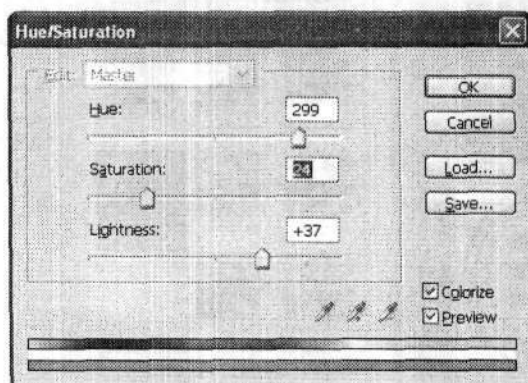 Hue/Saturation
Edit: Master
Hue: 299
Saturation: 24
Lightness: +37
OK
Cancel
Load...
Save...
Colorize
Preview